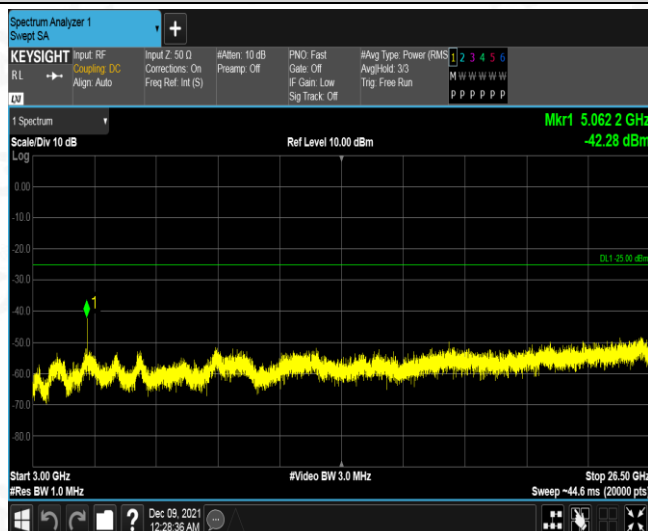 Spectrum Analyzer 1
Swept SA
+
KEYSIGHT
RL
LXI
Input: RF
Coupling: DC
Align: Auto
Input Z: 50 Ω
Corrections: On
Freq Ref: Int (S)
#Atten: 10 dB
Preamp: Off
PNO: Fast
Gate: Off
IF Gain: Low
Sig Track: Off
#Avg Type: Power (RMS
Avg|Hold: 3/3
Trig: Free Run
1 2 3 4 5 6
M W W W W W
P P P P P P
1 Spectrum
Scale/Div 10 dB
Ref Level 10.00 dBm
Mkr1 5.062 2 GHz
-42.28 dBm
Log
0.00
-10.0
-20.0
DL1 -25.00 dBm
-30.0
1
-40.0
-50.0
-60.0
-70.0
-80.0
Start 3.00 GHz
#Video BW 3.0 MHz
Stop 26.50 GHz
#Res BW 1.0 MHz
Sweep ~44.6 ms (20000 pts)
?
Dec 09, 2021
12:28:36 AM